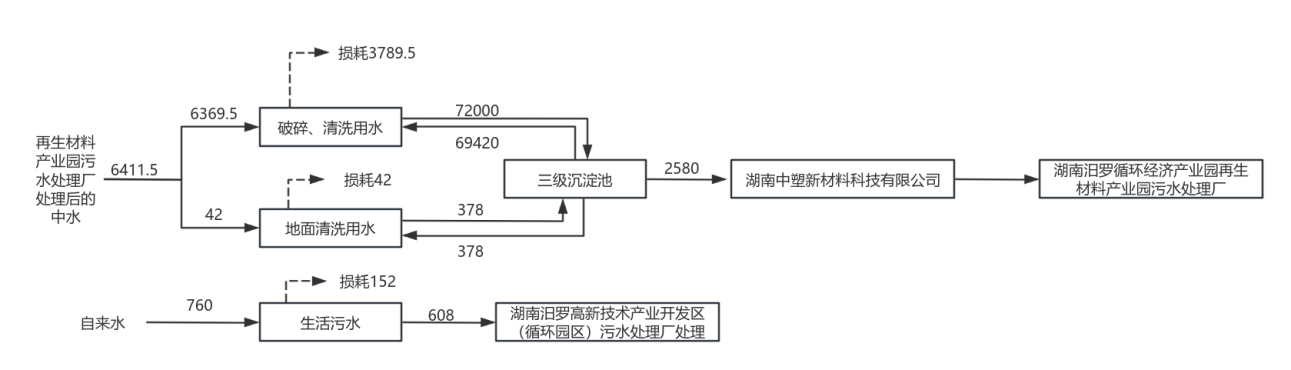 损耗3789.5
6369.5
破碎、清洗用水
72000
69420
再生材料
产业园污
水处理厂
处理后的
中水
6411.5
损耗42
42
地面清洗用水
378
378
三级沉淀池
2580
湖南中塑新材料科技有限公司
湖南汨罗循环经济产业园再生
材料产业园污水处理厂
损耗152
自来水
760
生活污水
608
湖南汨罗高新技术产业开发区
（循环园区）污水处理厂处理